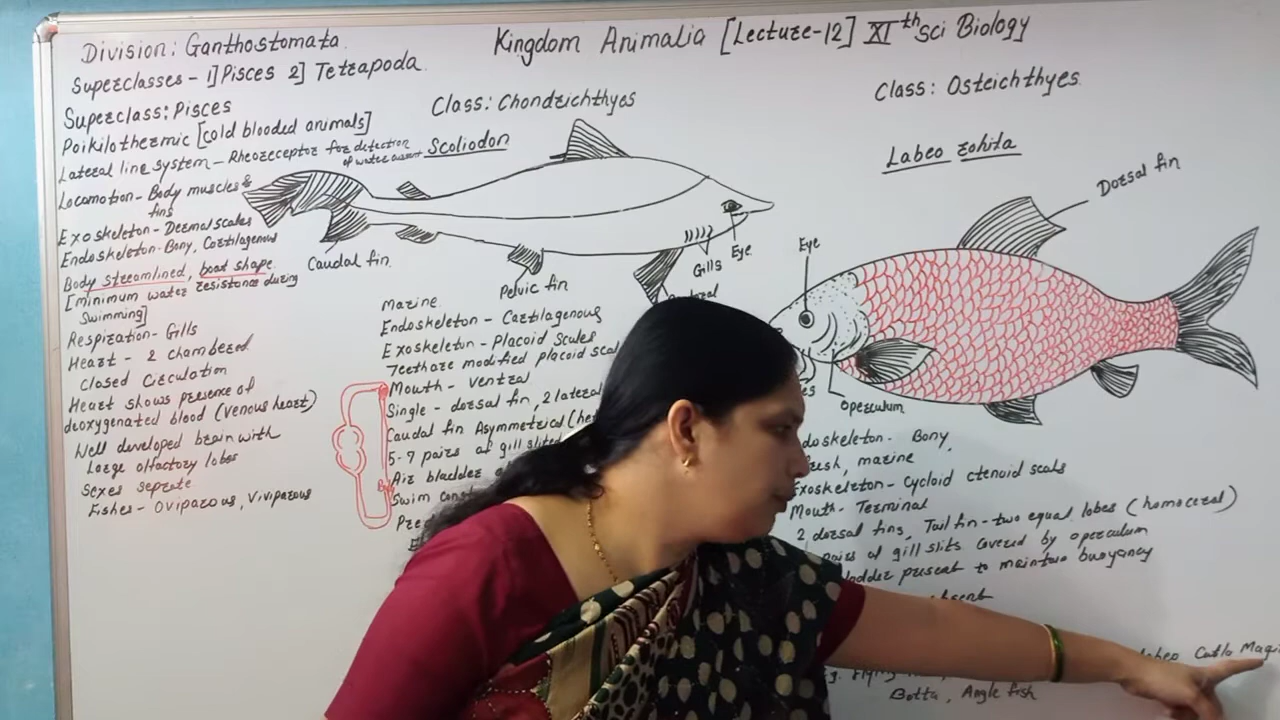 Division: Ganthostomata
Kingdom Animalia [Lecture-12] XIth sci Biology
Superclasses - 1] Pisces 2] Tetrapoda
Superclass: Pisces
Poikilothermic [cold blooded animals]
Lateral line system - Rheoreceptor for detection
of water current
Locomotion - Body muscles &
fins
Exoskeleton - Dermal scales
Endoskeleton - Bony, Cartilagenous
Body streamlined, boat shape
[minimum water resistance during
swimming]
Respiration - Gills
Heart - 2 chambered
Closed Circulation
Heart shows presence of
deoxygenated blood (venous heart)
Well developed brain with
Large olfactory lobes
Sexes seprate
Fishes - Oviparous, Viviparous
Class: Chondrichthyes
Scoliodon
Caudal fin
Pelvic fin
Gills
Eye
Marine
Endoskeleton - Cartilagenous
Exoskeleton - Placoid Scales
Teeth are modified placoid
Mouth - Ventral
Single - dorsal fin, 2 lateral
Caudal fin Asymmetrical
5-7 pairs of gill slits
Air bladder
Swim
Class: Osteichthyes
Labeo rohita
Dorsal fin
Eye
Operculum
Bony
marine
Cycloid ctenoid scals
Mouth - Terminal
2 dorsal fins, Tail fin - two equal lobes (homocercal)
pairs of gill slits covered by operculum
present to maintain buoyancy
Catla
Betta, Angle fish